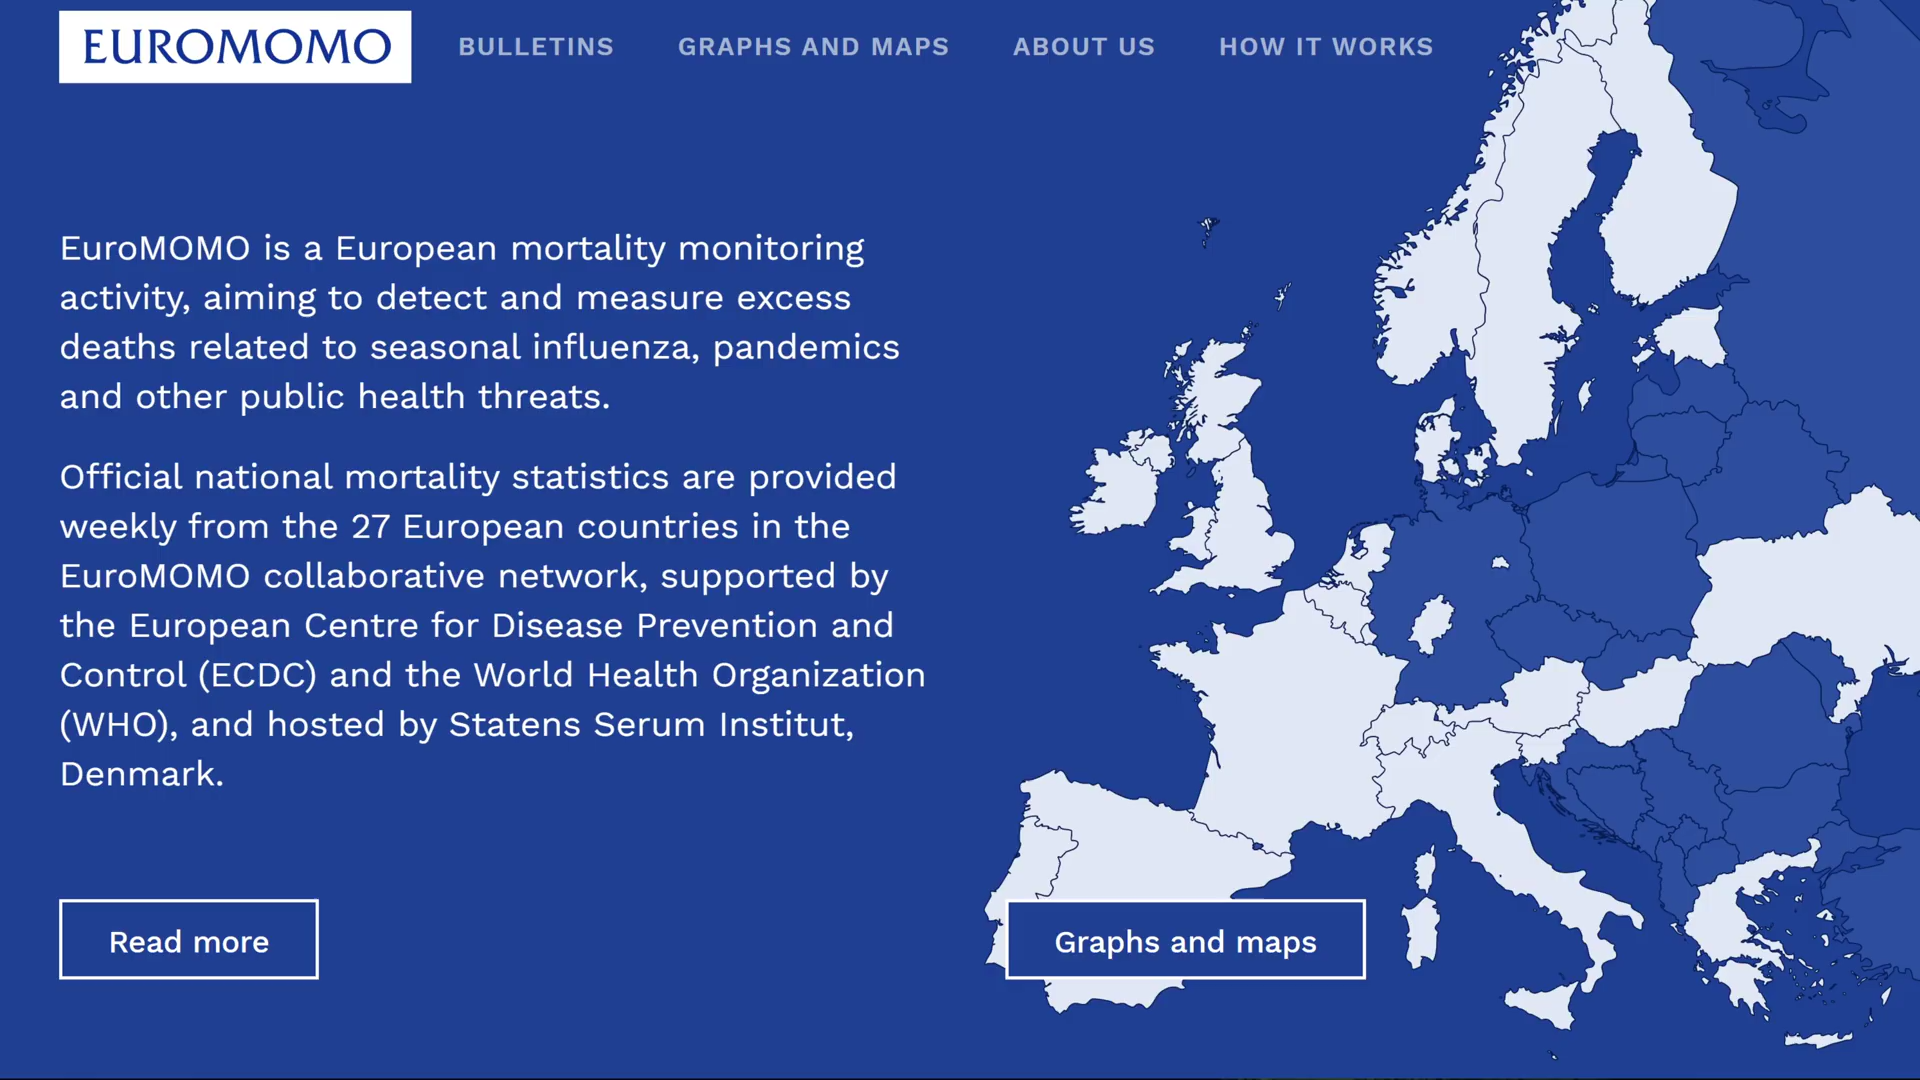 EUROMOMO
BULLETINS
GRAPHS AND MAPS
ABOUT US
HOW IT WORKS
EuroMOMO is a European mortality monitoring
activity, aiming to detect and measure excess
deaths related to seasonal influenza, pandemics
and other public health threats.
Official national mortality statistics are provided
weekly from the 27 European countries in the
EuroMOMO collaborative network, supported by
the European Centre for Disease Prevention and
Control (ECDC) and the World Health Organization
(WHO), and hosted by Statens Serum Institut,
Denmark.
Read more
Graphs and maps